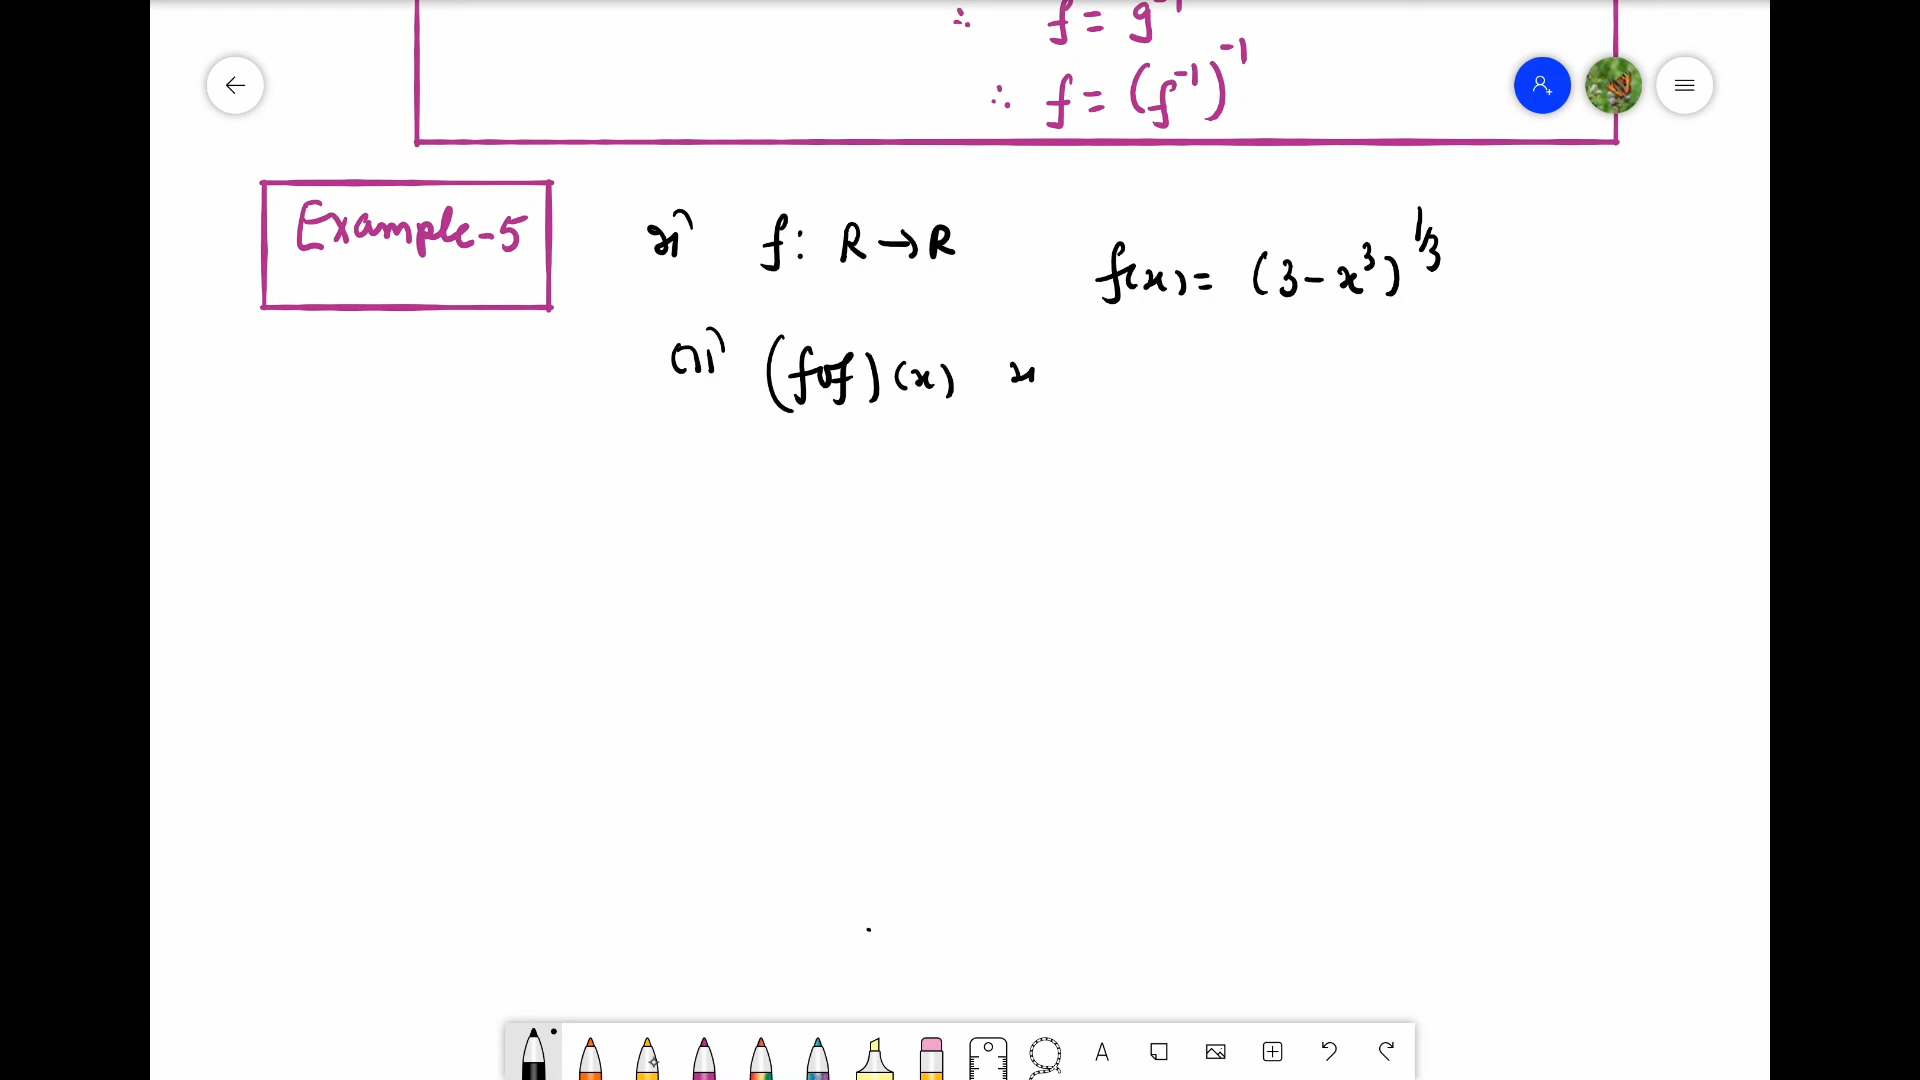 ∴ f = g⁻¹
∴ f = (f⁻¹)⁻¹
Example-5
f: R → R f(x) = (3 - x³)^1/3
(fof)(x)
A